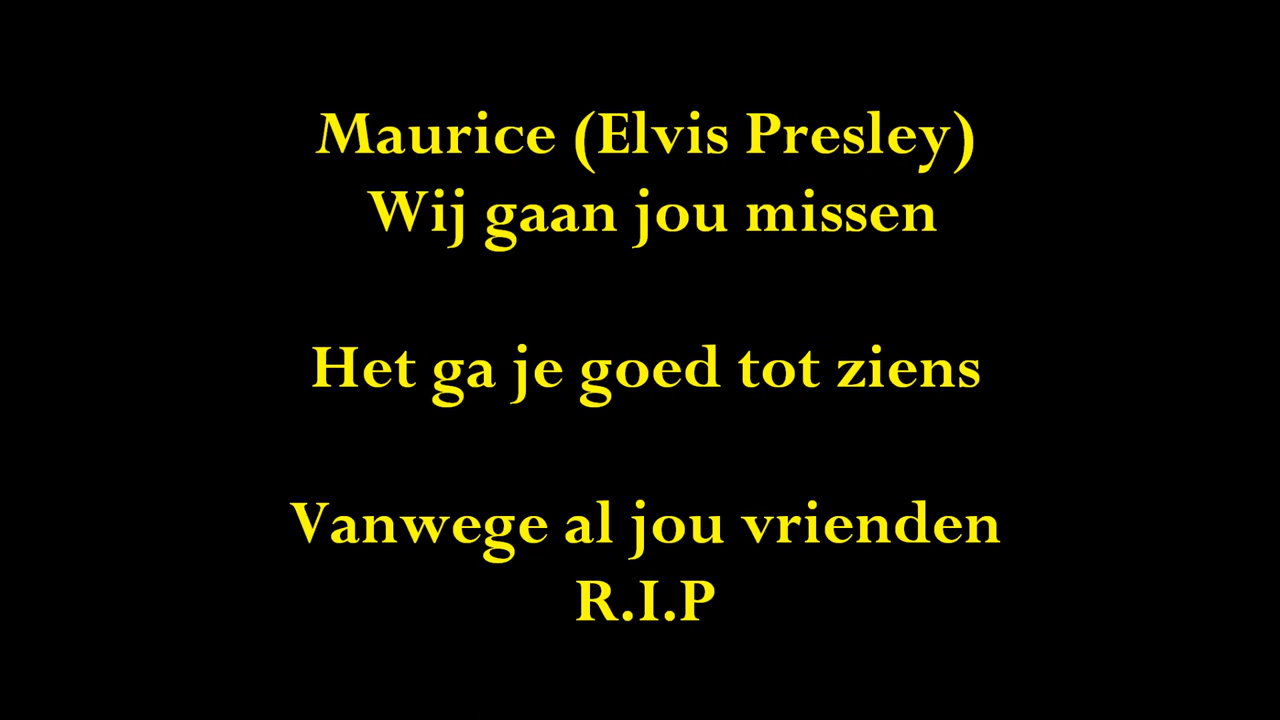 Maurice (Elvis Presley)
Wij gaan jou missen
Het ga je goed tot ziens
Vanwege al jou vrienden
R.I.P